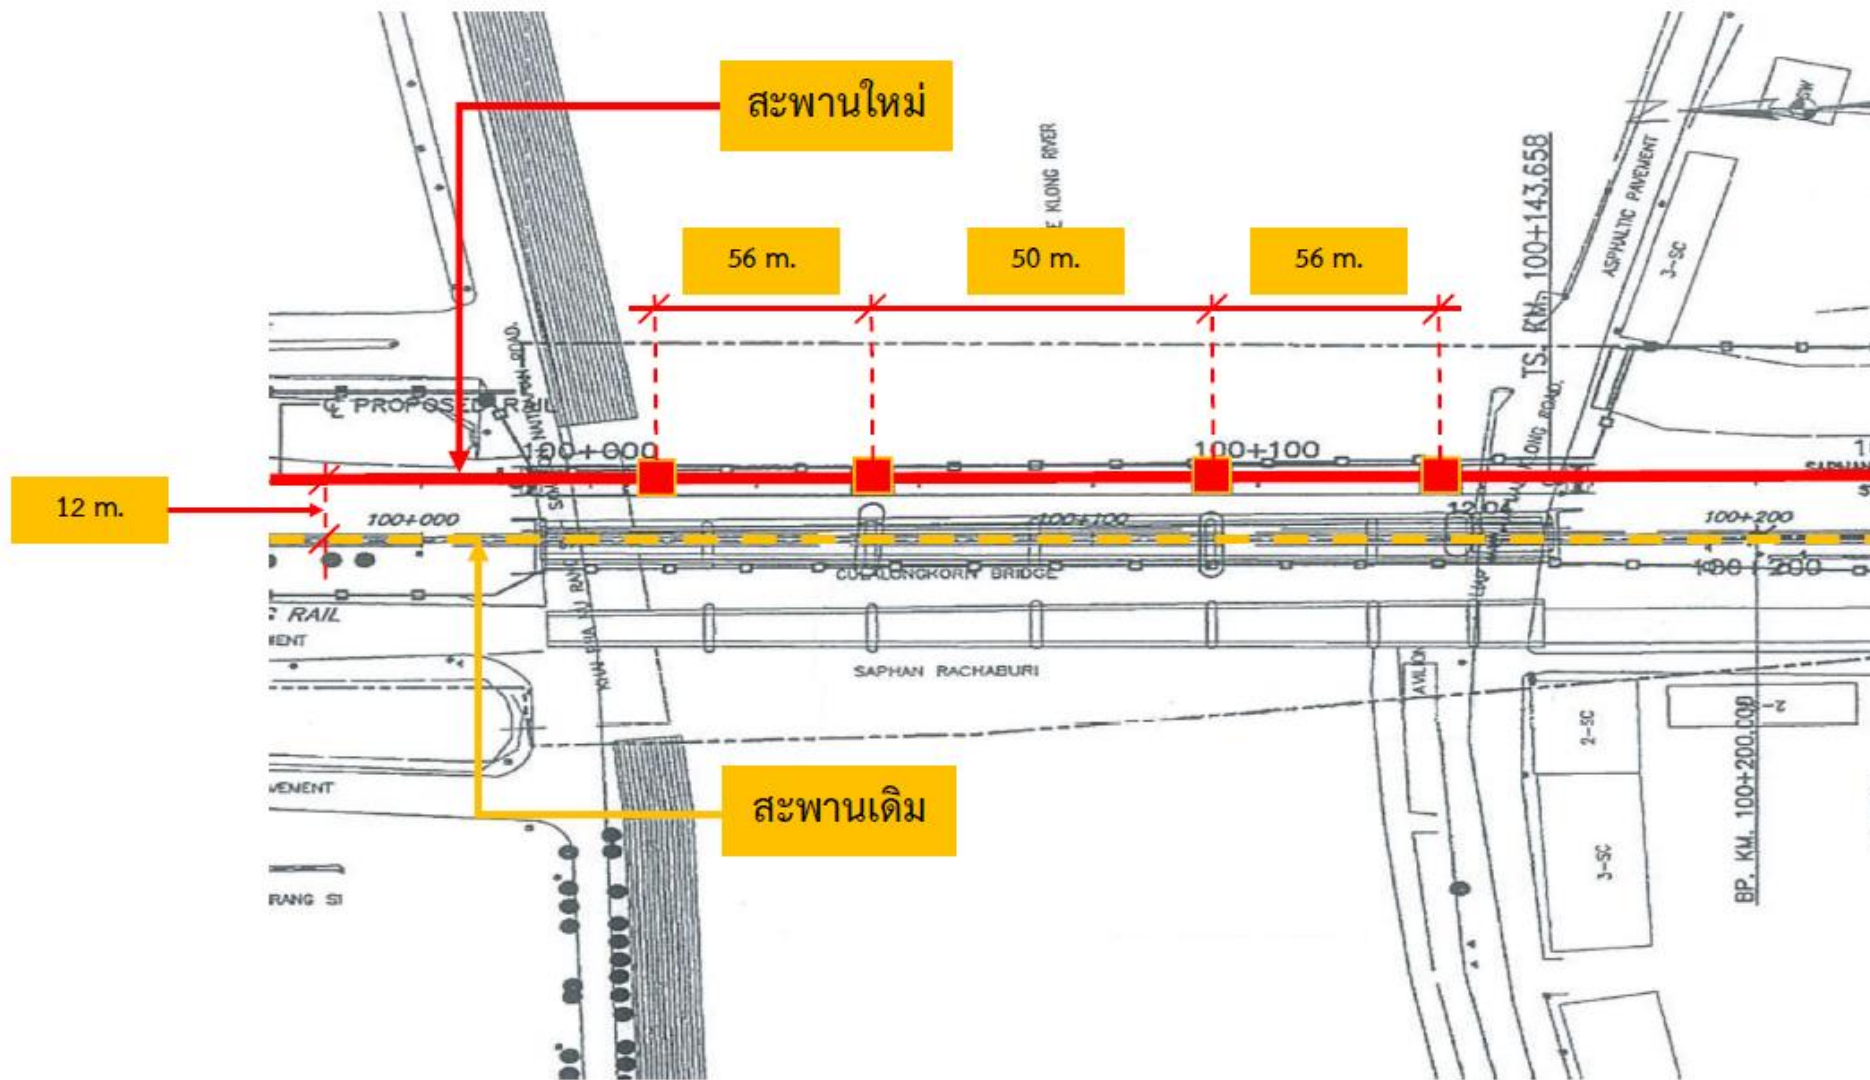 สะพานใหม่
E KLONG RIVER
56 m.
50 m.
56 m.
TS. KM. 100+143.658
ASPHALTIC PAVEMENT
3-SC
℄ PROPOSED RAIL
100+000
100+100
12 m.
100+000
100+100
12.04
100+200
CULALONGKORN BRIDGE
100+200
RAIL
SAPHAN RACHABURI
สะพานเดิม
2-SC
3-SC
BP. KM. 100+200.000
RANG SI